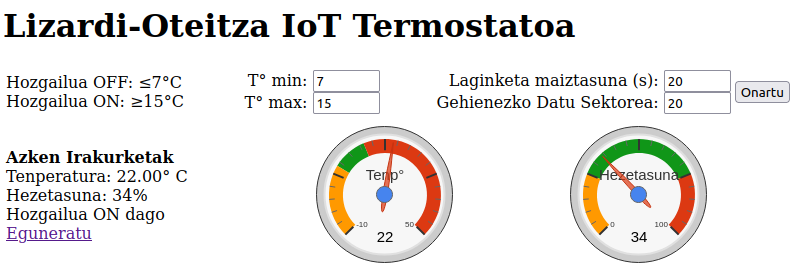 Lizardi-Oteitza IoT Termostatoa
Hozgailua OFF: ≤7°C
Hozgailua ON: ≥15°C
T° min: 7
T° max: 15
Laginketa maiztasuna (s): 20
Gehienezko Datu Sektorea: 20
Onartu
Azken Irakurketak
Tenperatura: 22.00° C
Hezetasuna: 34%
Hozgailua ON dago
Eguneratu
Tenp°
-10 50
22
Hezetasuna
0 100
34